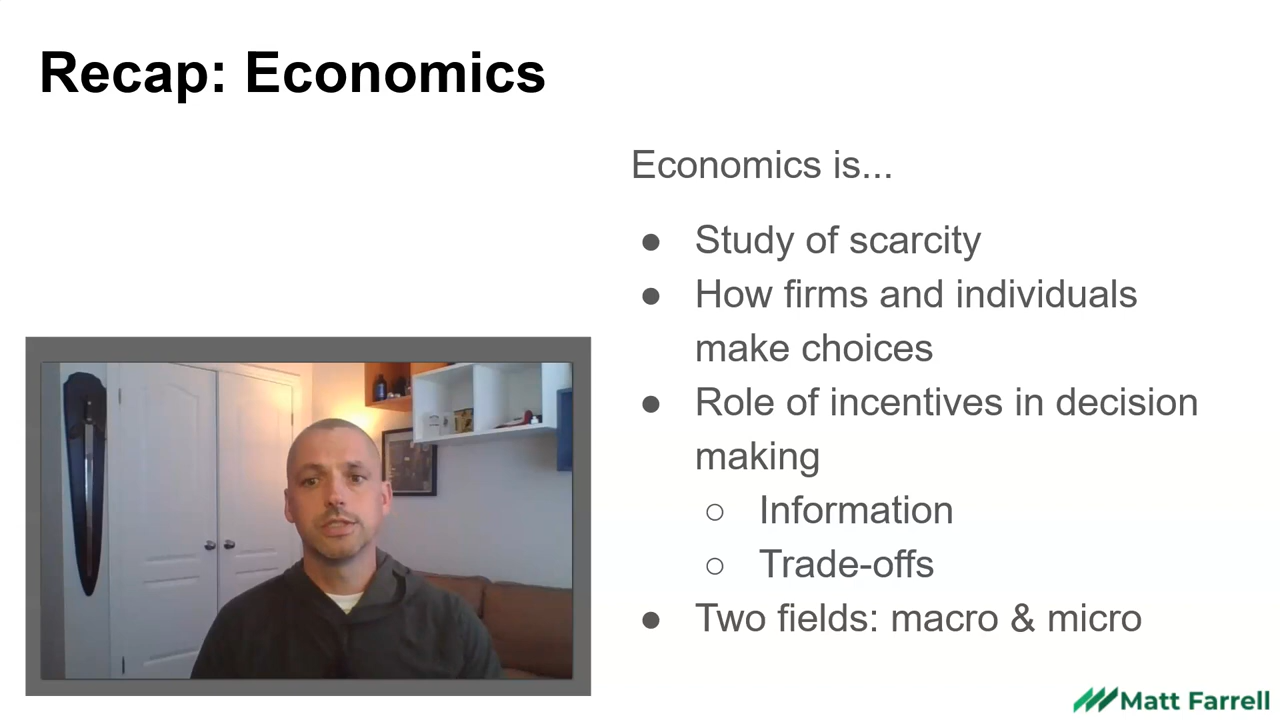 Recap: Economics
Economics is...
● Study of scarcity
● How firms and individuals
make choices
● Role of incentives in decision
making
○ Information
○ Trade-offs
● Two fields: macro & micro
Matt Farrell